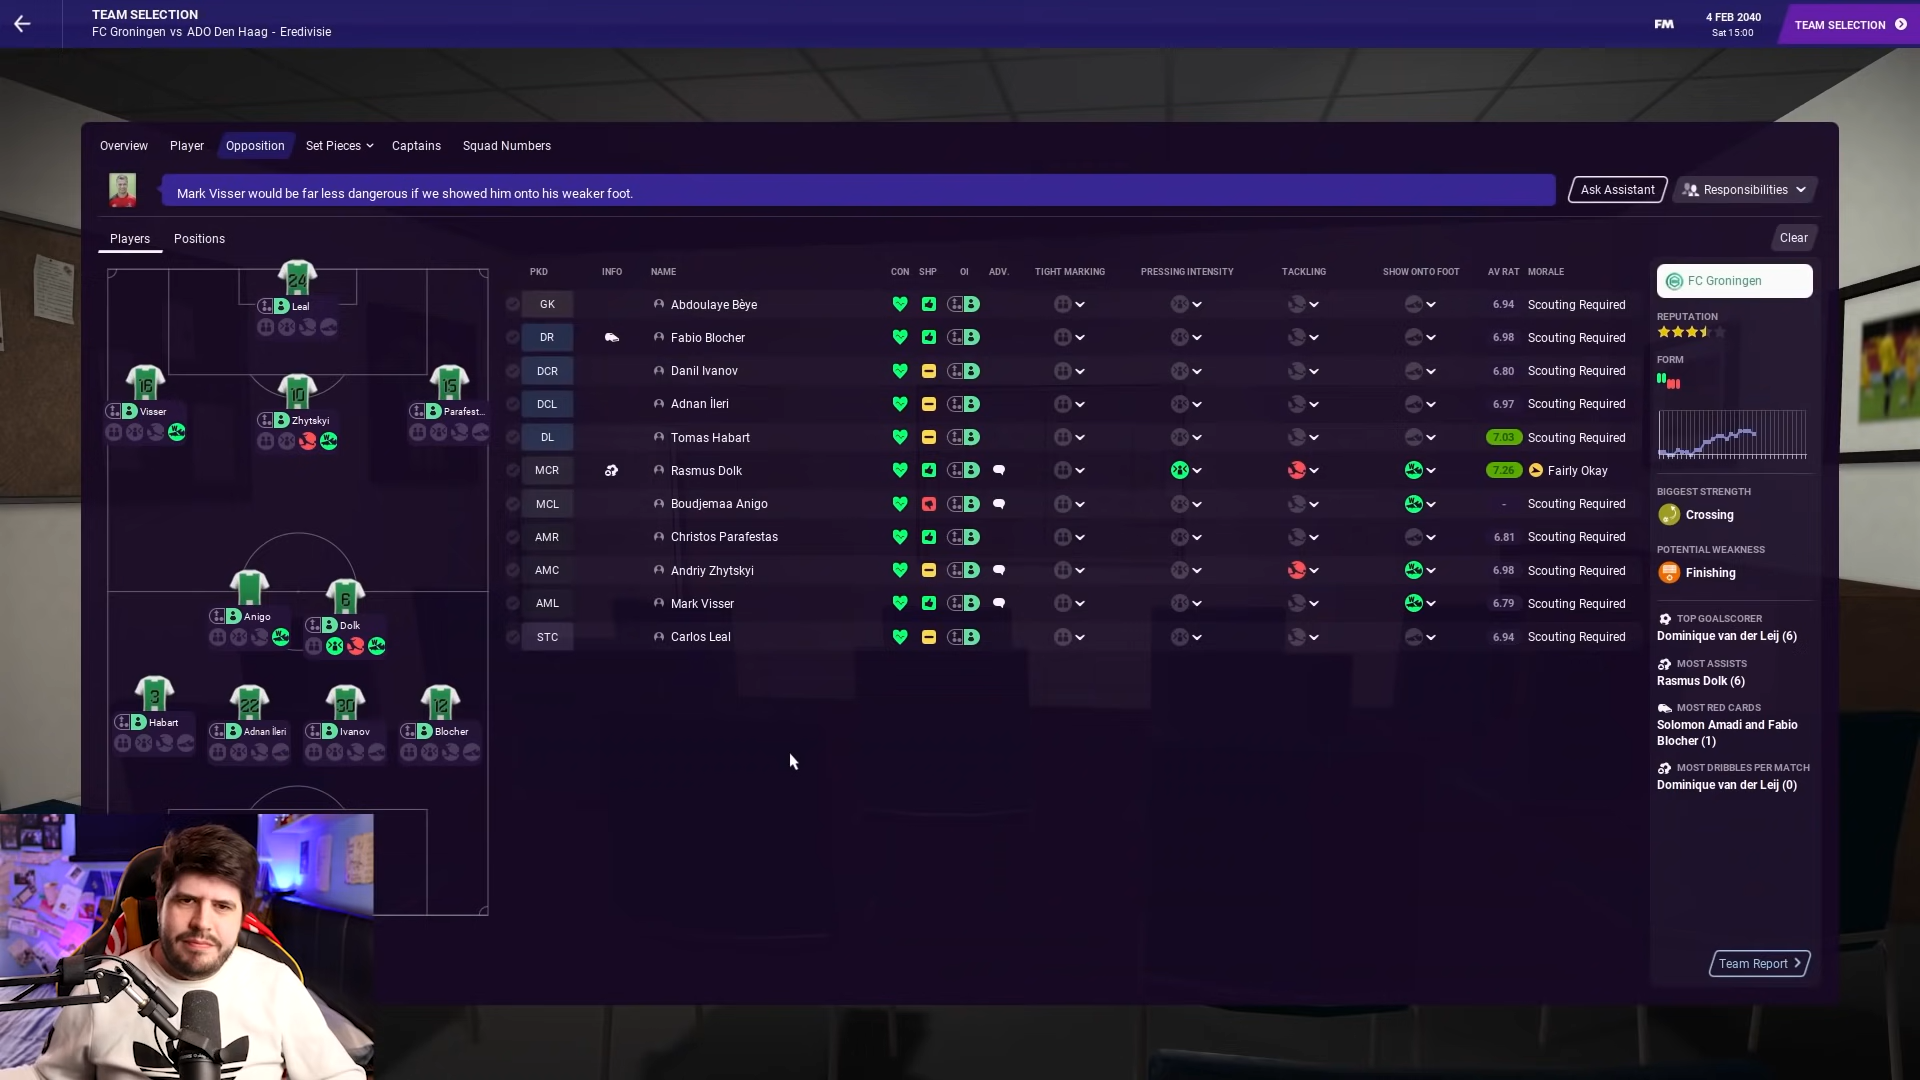 TEAM SELECTION
FC Groningen vs ADO Den Haag - Eredivisie
FM
4 FEB 2040
Sat 15:00
TEAM SELECTION
Overview
Player
Opposition
Set Pieces
Captains
Squad Numbers
Mark Visser would be far less dangerous if we showed him onto his weaker foot.
Ask Assistant
Responsibilities
Players
Positions
Clear
24
Leal
16
Visser
10
Zhytskyi
15
Parafest...
Anigo
6
Dolk
3
Habart
22
Adnan İleri
30
Ivanov
12
Blocher
PKD INFO NAME CON SHP OI ADV. TIGHT MARKING PRESSING INTENSITY TACKLING SHOW ONTO FOOT AV RAT MORALE
GK Abdoulaye Bèye 6.94 Scouting Required
DR Fabio Blocher 6.98 Scouting Required
DCR Danil Ivanov 6.80 Scouting Required
DCL Adnan İleri 6.97 Scouting Required
DL Tomas Habart 7.03 Scouting Required
MCR Rasmus Dolk 7.26 Fairly Okay
MCL Boudjemaa Anigo - Scouting Required
AMR Christos Parafestas 6.81 Scouting Required
AMC Andriy Zhytskyi 6.98 Scouting Required
AML Mark Visser 6.79 Scouting Required
STC Carlos Leal 6.94 Scouting Required
FC Groningen
REPUTATION
FORM
BIGGEST STRENGTH
Crossing
POTENTIAL WEAKNESS
Finishing
TOP GOALSCORER
Dominique van der Leij (6)
MOST ASSISTS
Rasmus Dolk (6)
MOST RED CARDS
Solomon Amadi and Fabio
Blocher (1)
MOST DRIBBLES PER MATCH
Dominique van der Leij (0)
Team Report